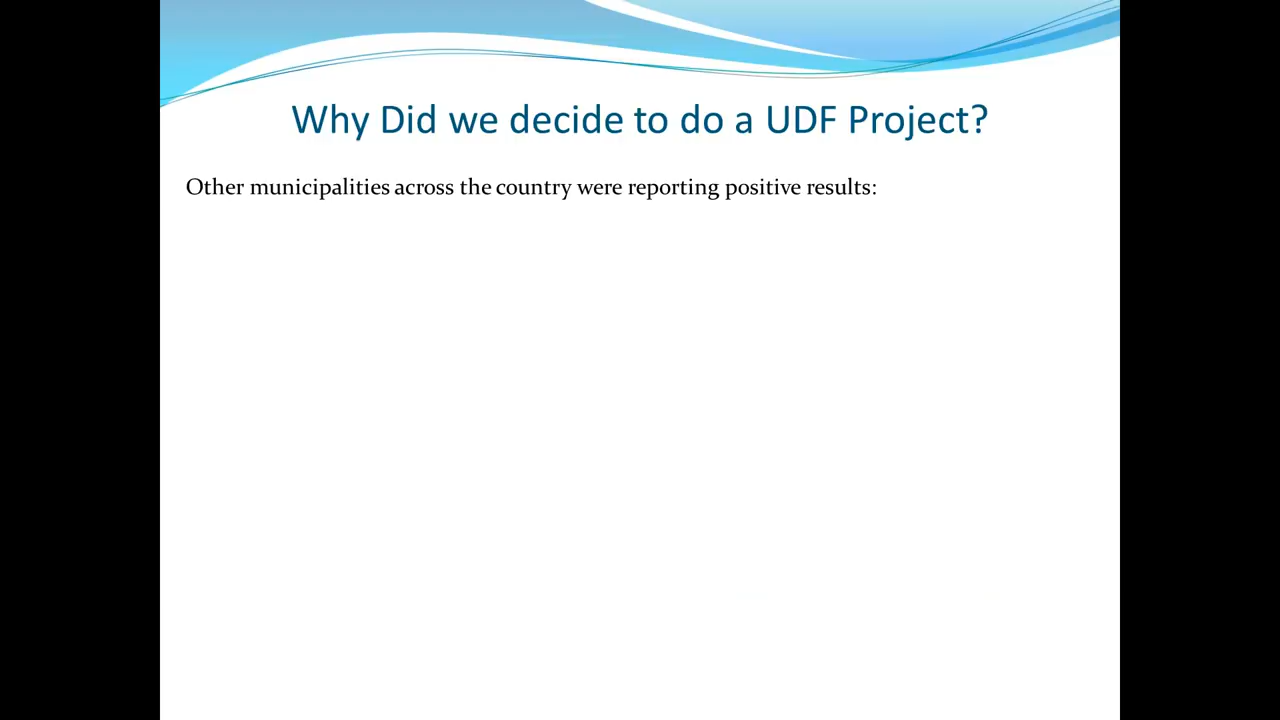 Why Did we decide to do a UDF Project?
Other municipalities across the country were reporting positive results: